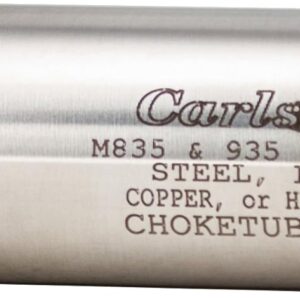 Carls
M835 & 935
STEEL,
COPPER, or H
CHOKETUB